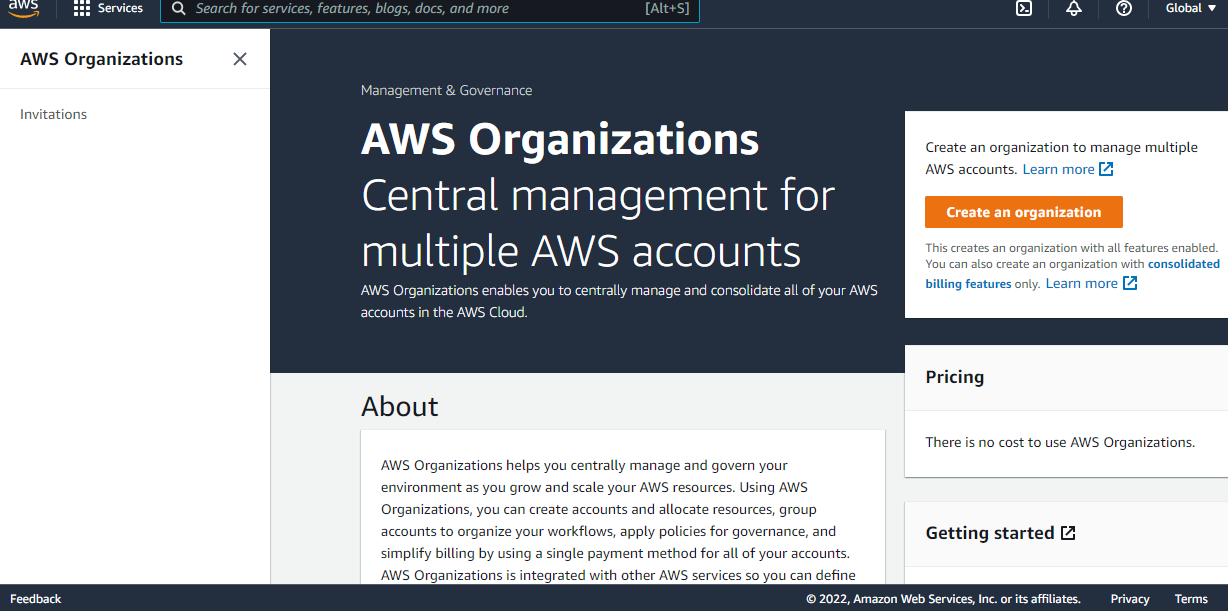 aws
Services
Search for services, features, blogs, docs, and more
[Alt+S]
Global
AWS Organizations
Invitations
Management & Governance
AWS Organizations
Central management for
multiple AWS accounts
AWS Organizations enables you to centrally manage and consolidate all of your AWS
accounts in the AWS Cloud.
Create an organization to manage multiple
AWS accounts. Learn more
Create an organization
This creates an organization with all features enabled.
You can also create an organization with consolidated
billing features only. Learn more
Pricing
There is no cost to use AWS Organizations.
Getting started
About
AWS Organizations helps you centrally manage and govern your
environment as you grow and scale your AWS resources. Using AWS
Organizations, you can create accounts and allocate resources, group
accounts to organize your workflows, apply policies for governance, and
simplify billing by using a single payment method for all of your accounts.
AWS Organizations is integrated with other AWS services so you can define
Feedback
© 2022, Amazon Web Services, Inc. or its affiliates.
Privacy
Terms